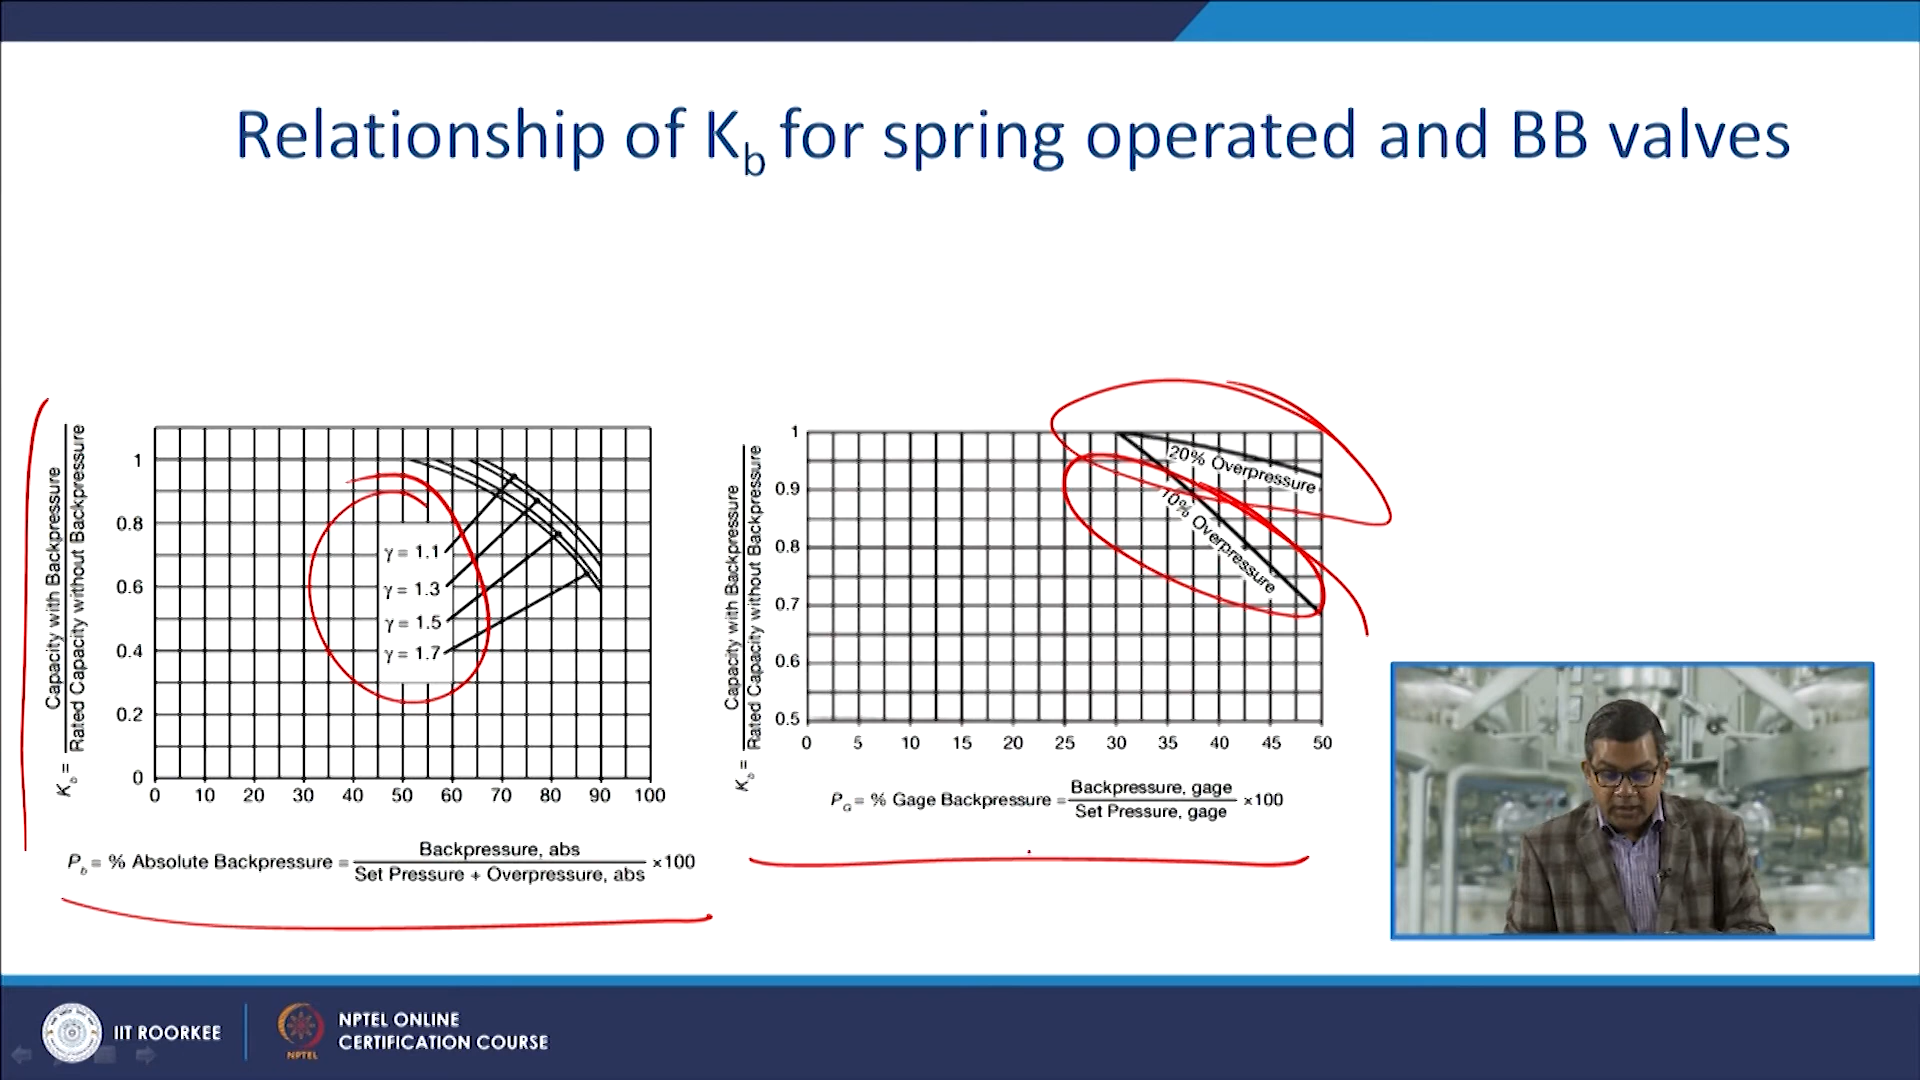 Relationship of Kb for spring operated and BB valves
Kb = Capacity with Backpressure
Rated Capacity without Backpressure
1
0.8
0.6
0.4
0.2
0
γ = 1.1
γ = 1.3
γ = 1.5
γ = 1.7
0 10 20 30 40 50 60 70 80 90 100
Pb = % Absolute Backpressure = Backpressure, abs
Set Pressure + Overpressure, abs ×100
Kb = Capacity with Backpressure
Rated Capacity without Backpressure
1
0.9
0.8
0.7
0.6
0.5
20% Overpressure
10% Overpressure
0 5 10 15 20 25 30 35 40 45 50
PG = % Gage Backpressure = Backpressure, gage
Set Pressure, gage ×100
IIT ROORKEE
NPTEL
NPTEL ONLINE
CERTIFICATION COURSE